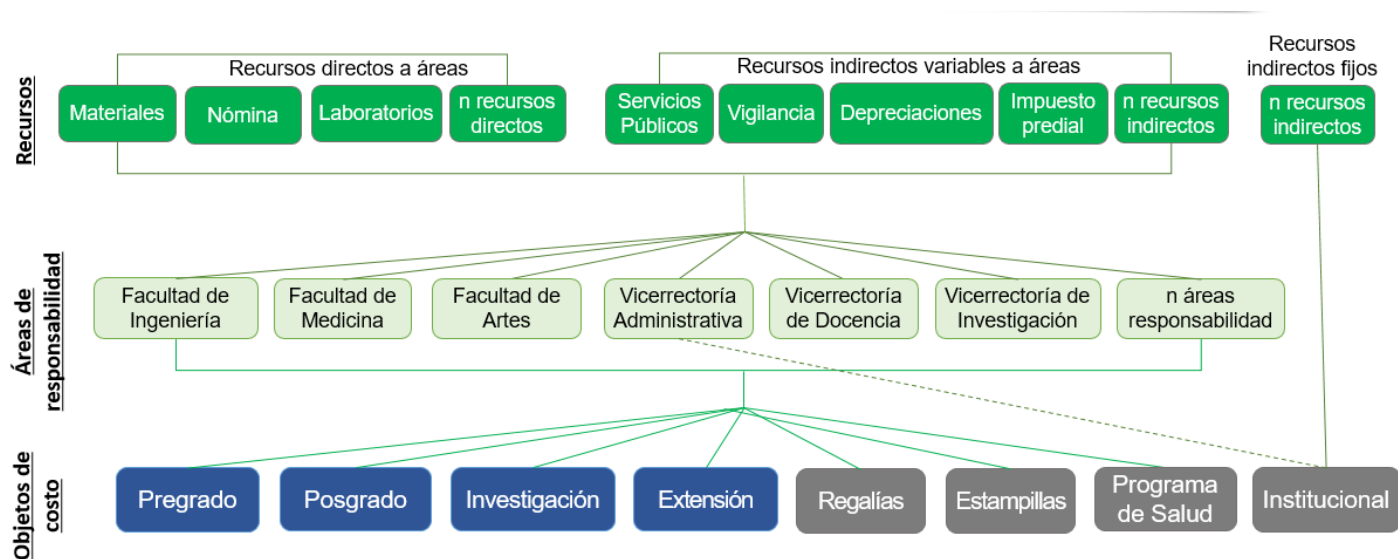 Recursos
Recursos directos a áreas
Recursos indirectos variables a áreas
Recursos
indirectos fijos
Materiales
Nómina
Laboratorios
n recursos
directos
Servicios
Públicos
Vigilancia
Depreciaciones
Impuesto
predial
n recursos
indirectos
n recursos
indirectos
Áreas de
responsabilidad
Facultad de
Ingeniería
Facultad de
Medicina
Facultad de
Artes
Vicerrectoría
Administrativa
Vicerrectoría
de Docencia
Vicerrectoría de
Investigación
n áreas
responsabilidad
Objetos de
costo
Pregrado
Posgrado
Investigación
Extensión
Regalías
Estampillas
Programa
de Salud
Institucional